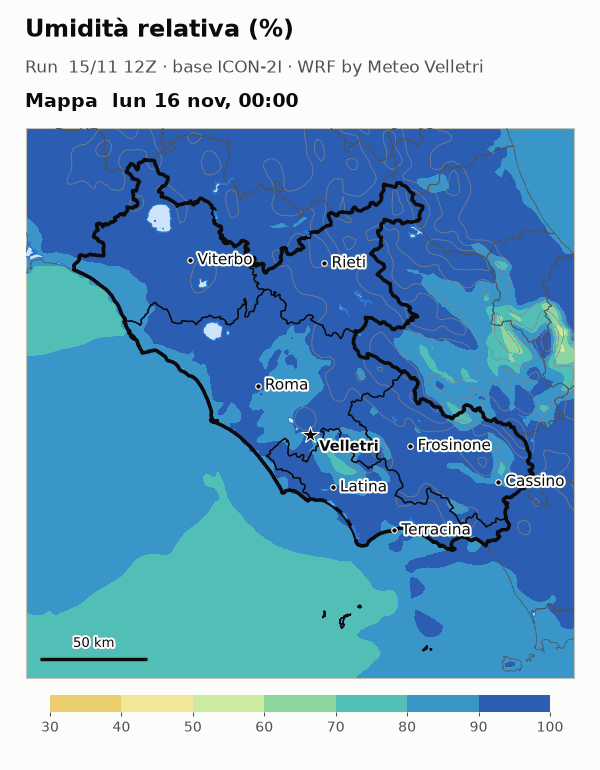 Umidità relativa (%)
Run  15/11 12Z · base ICON-2I · WRF by Meteo Velletri
Mappa  lun 16 nov, 00:00
Viterbo
Rieti
Roma
Velletri
Frosinone
Latina
Cassino
Terracina
50 km
30 40 50 60 70 80 90 100